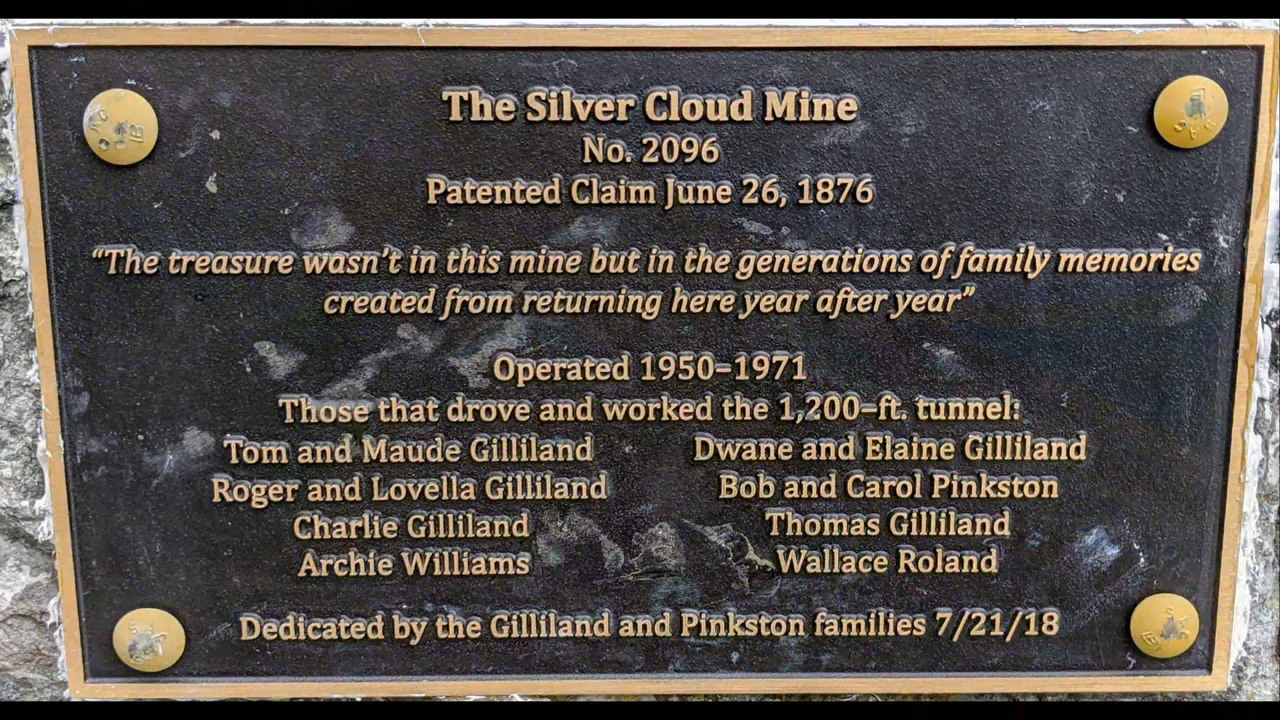 The Silver Cloud Mine
No. 2096
Patented Claim June 26, 1876
“The treasure wasn’t in this mine but in the generations of family memories
created from returning here year after year”
Operated 1950–1971
Those that drove and worked the 1,200–ft. tunnel:
Tom and Maude Gilliland
Dwane and Elaine Gilliland
Roger and Lovella Gilliland
Bob and Carol Pinkston
Charlie Gilliland
Thomas Gilliland
Archie Williams
Wallace Roland
Dedicated by the Gilliland and Pinkston families 7/21/18